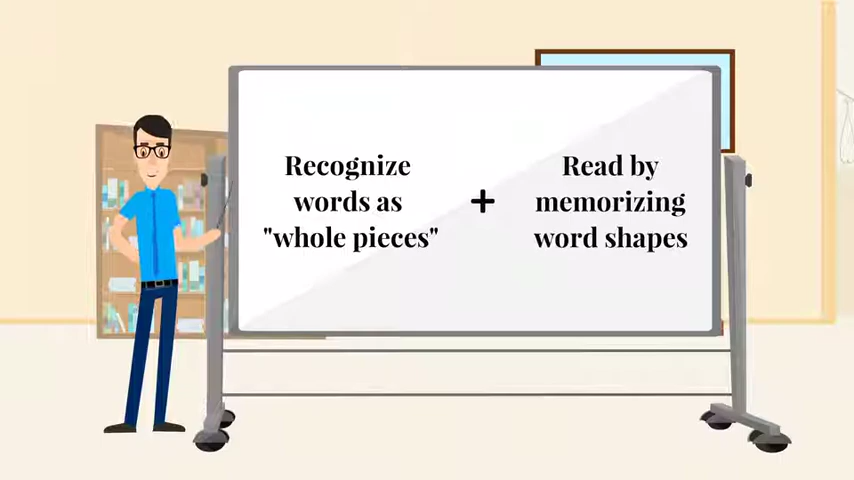 Recognize
words as
"whole pieces"
+
Read by
memorizing
word shapes